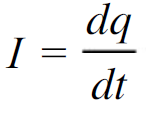 I = dq/dt